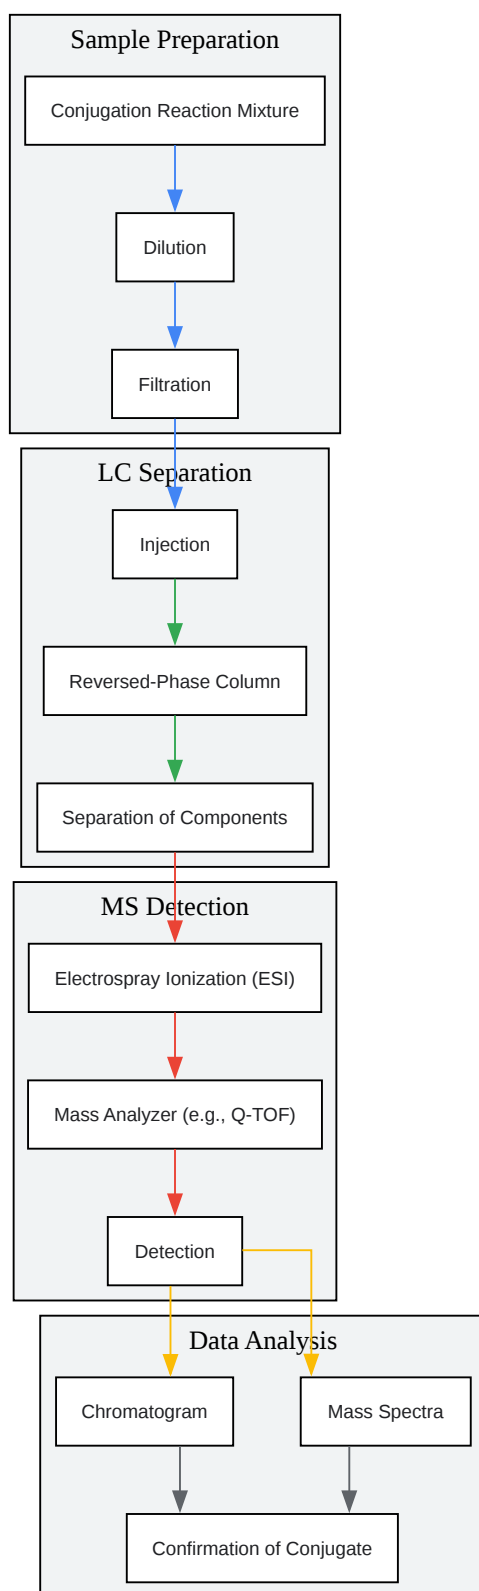 Sample Preparation
Conjugation Reaction Mixture
Dilution
Filtration
LC Separation
Injection
Reversed-Phase Column
Separation of Components
MS Detection
Electrospray Ionization (ESI)
Mass Analyzer (e.g., Q-TOF)
Detection
Data Analysis
Chromatogram
Mass Spectra
Confirmation of Conjugate